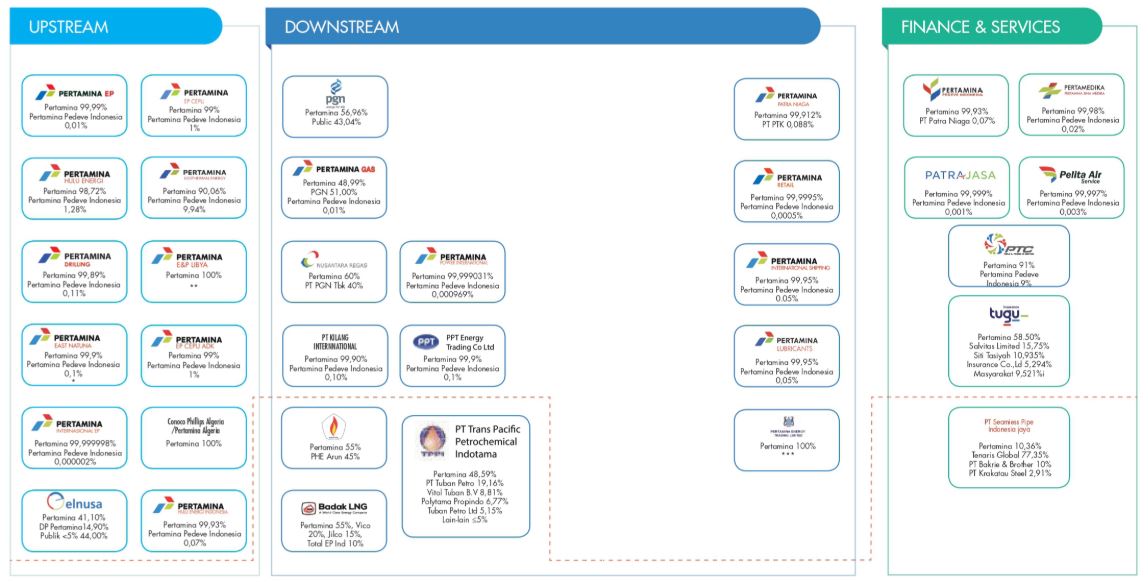 UPSTREAM
PERTAMINA EP
Pertamina 99,99%
Pertamina Pedeve Indonesia
0,01%
PERTAMINA
EP CEPU
Pertamina 99%
Pertamina Pedeve Indonesia
1%
PERTAMINA
HULU ENERGI
Pertamina 98,72%
Pertamina Pedeve Indonesia
1,28%
PERTAMINA
GEOTHERMAL ENERGY
Pertamina 90,06%
Pertamina Pedeve Indonesia
9,94%
PERTAMINA
DRILLING
Pertamina 99,89%
Pertamina Pedeve Indonesia
0,11%
PERTAMINA
E&P LIBYA
Pertamina 100%
**
PERTAMINA
EAST NATUNA
Pertamina 99,9%
Pertamina Pedeve Indonesia
0,1%
*
PERTAMINA
EP CEPU ADK
Pertamina 99%
Pertamina Pedeve Indonesia
1%
PERTAMINA
INTERNASIONAL EP
Pertamina 99,999998%
Pertamina Pedeve Indonesia
0,000002%
Conoco Phillips Algeria
/Pertamina Algeria
Pertamina 100%
elnusa
Pertamina 41,10%
DP Pertamina14,90%
Publik <5% 44,00%
PERTAMINA
HULU ENERGI INDONESIA
Pertamina 99,93%
Pertamina Pedeve Indonesia
0,07%
DOWNSTREAM
pgn
Pertamina 56,96%
Public 43,04%
PERTAMINA GAS
Pertamina 48,99%
PGN 51,00%
Pertamina Pedeve Indonesia
0,01%
NUSANTARA REGAS
Pertamina 60%
PT PGN Tbk 40%
PERTAMINA
POWER INTERNATIONAL
Pertamina 99,999031%
Pertamina Pedeve Indonesia
0,000969%
PT KILANG
INTERNATIONAL
Pertamina 99,90%
Pertamina Pedeve Indonesia
0,10%
PPT
PPT Energy
Trading Co Ltd
Pertamina 99,9%
Pertamina Pedeve Indonesia
0,1%
Pertamina 55%
PHE Arun 45%
TPPI
PT Trans Pacific
Petrochemical
Indotama
Pertamina 48,59%
PT Tuban Petro 19,16%
Vitol Tuban B.V 8,81%
Polytama Propindo 6,77%
Tuban Petro Ltd 5,15%
Lain-lain ≤5%
Badak LNG
A World Class Energy Company
Pertamina 55%, Vico
20%, Jilco 15%,
Total EP Ind 10%
PERTAMINA
PATRA NIAGA
Pertamina 99,912%
PT PTK 0,088%
PERTAMINA
RETAIL
Pertamina 99,9995%
Pertamina Pedeve Indonesia
0,0005%
PERTAMINA
INTERNATIONAL SHIPPING
Pertamina 99,95%
Pertamina Pedeve Indonesia
0.05%
PERTAMINA
LUBRICANTS
Pertamina 99,95%
Pertamina Pedeve Indonesia
0,05%
PERTAMINA ENERGY
TRADING LIMITED
Pertamina 100%
***
FINANCE & SERVICES
PERTAMINA
PEDEVE INDONESIA
Pertamina 99,93%
PT Patra Niaga 0,07%
PERTAMEDIKA
PERTAMINA BINA MEDIKA
Pertamina 99,98%
Pertamina Pedeve Indonesia
0,02%
PATRA JASA
Pertamina 99,999%
Pertamina Pedeve Indonesia
0,001%
Pelita Air
Service
Pertamina 99,997%
Pertamina Pedeve Indonesia
0,003%
PTC
Pertamina 91%
Pertamina Pedeve
Indonesia 9%
tugu
Pertamina 58.50%
Salvitas Limited 15,75%
Siti Tasiyah 10,935%
Insurance Co.,Ld 5,294%
Masyarakat 9,521%i
PT Seamless Pipe
Indonesia jaya
Pertamina 10,36%
Tenaris Global 77,35%
PT Bakrie & Brother 10%
PT Krakatau Steel 2,91%